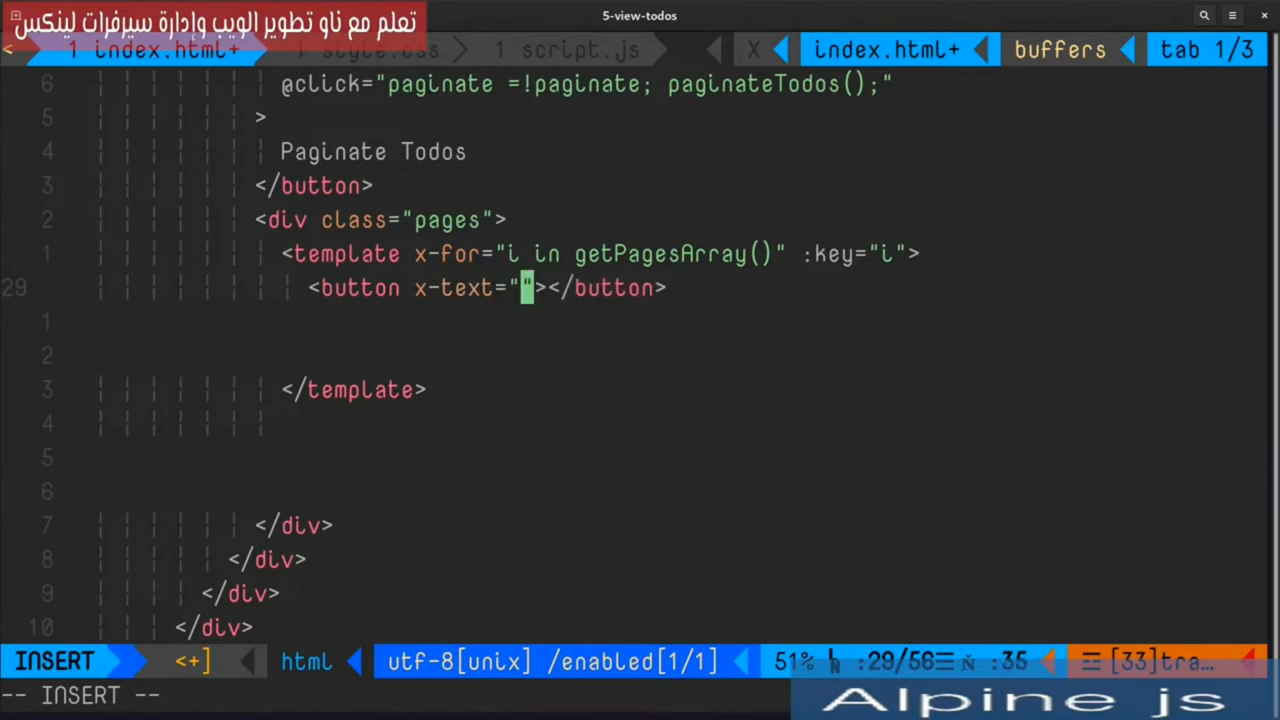 5-view-todos
تعلم مع ناو تطوير الويب وإدارة سيرفرات لينكس
< 1 index.html+ 1 style.css 1 script.js X index.html+ buffers tab 1/3
6 @click="paginate =!paginate; paginateTodos();"
5 >
4 Paginate Todos
3 </button>
2 <div class="pages">
1 <template x-for="i in getPagesArray()" :key="i">
29 <button x-text=""></button>
1
2
3 </template>
4
5
6
7 </div>
8 </div>
9 </div>
10 </div>
INSERT <+] html utf-8[unix] /enabled[1/1] 51% :29/56☰ :35 ☲ [33]tra…
-- INSERT --
Alpine js